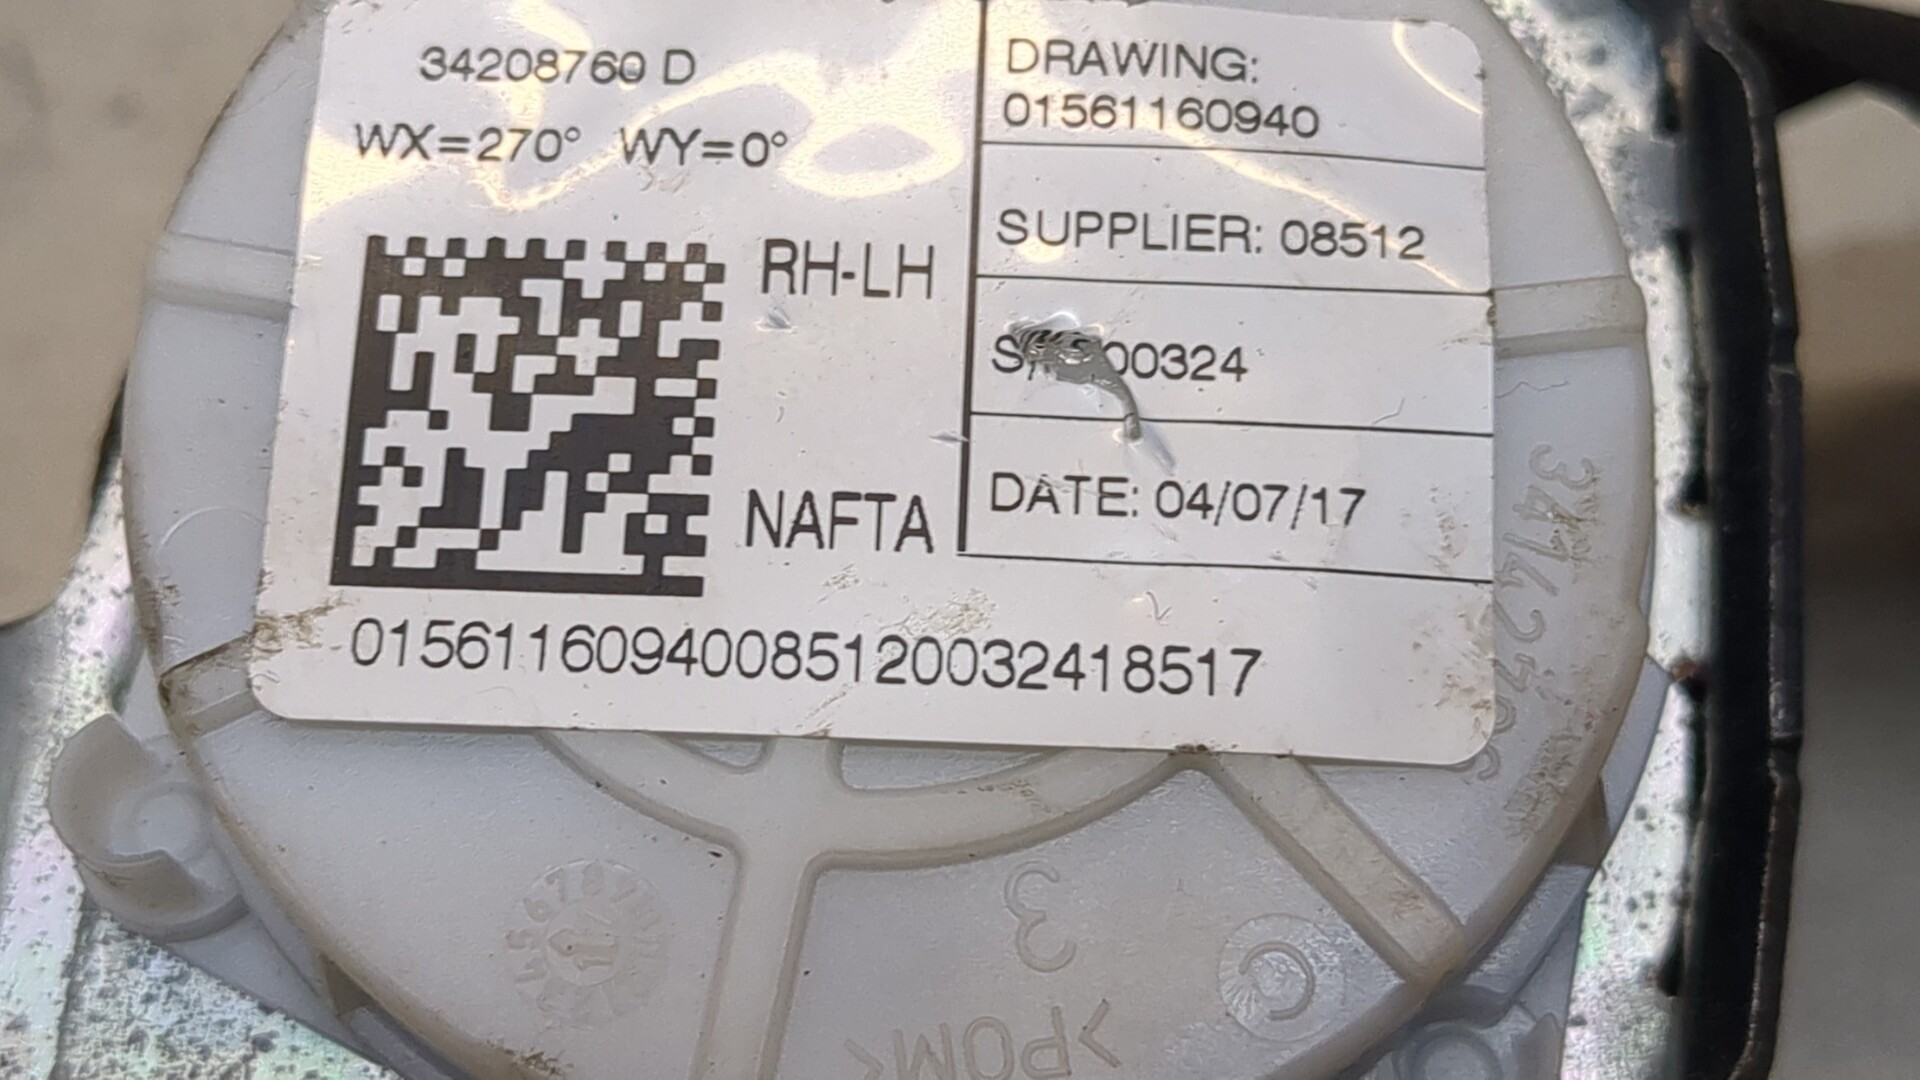 34208760 D
WX=270° WY=0°
RH-LH
NAFTA
DRAWING:
01561160940
SUPPLIER: 08512
00324
DATE: 04/07/17
01561160940085120032418517
3
C
>POM<